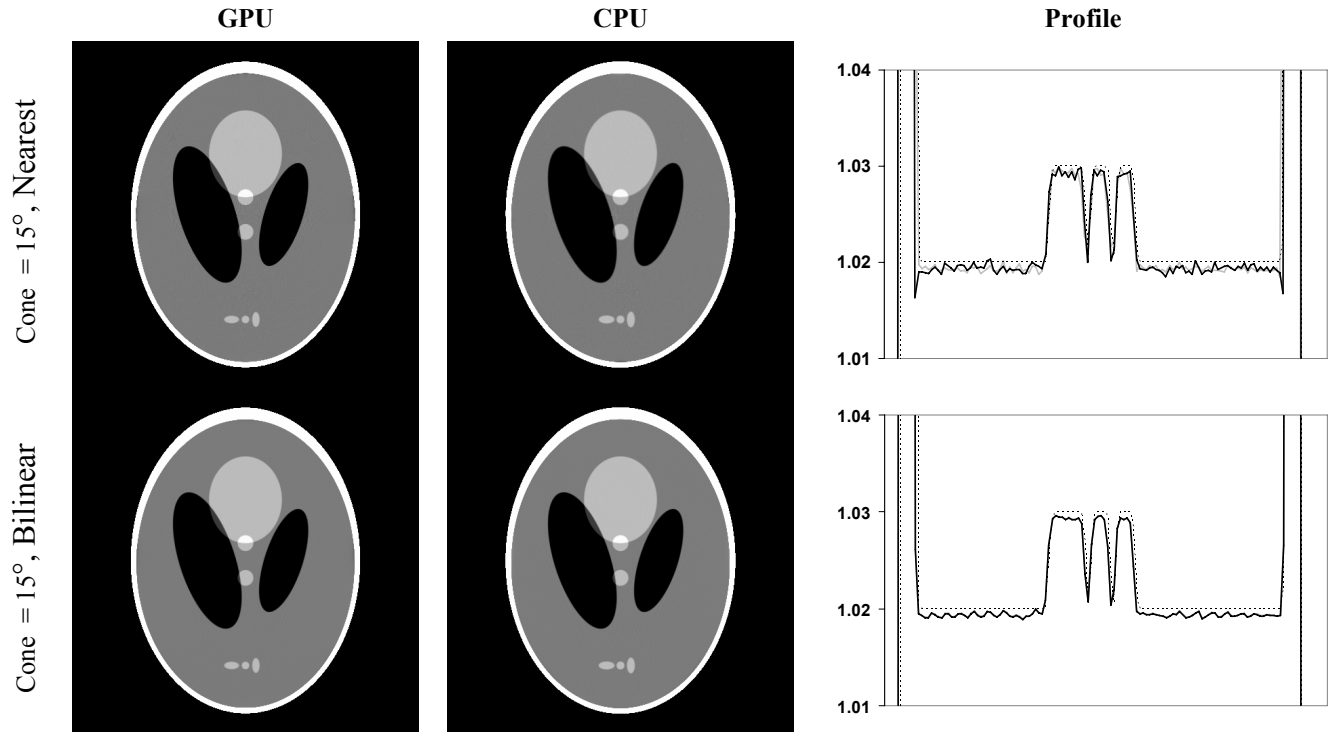 GPU
CPU
Profile
Cone = 15°, Nearest
1.04
1.03
1.02
1.01
Cone = 15°, Bilinear
1.04
1.03
1.02
1.01